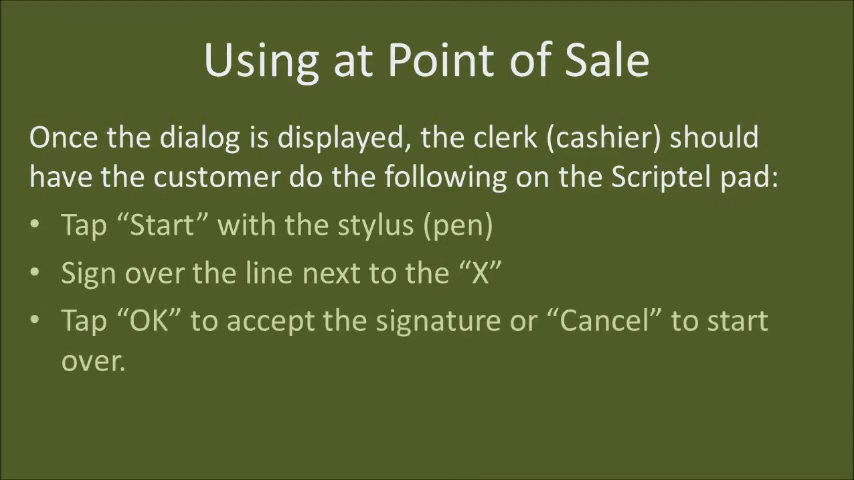 Using at Point of Sale
Once the dialog is displayed, the clerk (cashier) should
have the customer do the following on the Scriptel pad:
• Tap “Start” with the stylus (pen)
• Sign over the line next to the “X”
• Tap “OK” to accept the signature or “Cancel” to start
over.